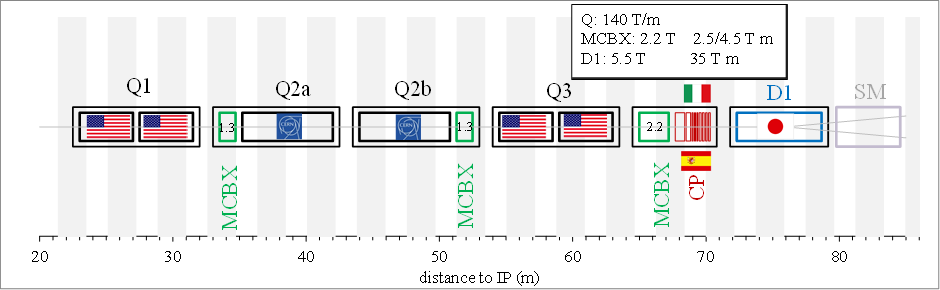 Q: 140 T/m
MCBX: 2.2 T 2.5/4.5 T m
D1: 5.5 T 35 T m
Q1
Q2a
Q2b
Q3
D1
SM
1.3
1.3
2.2
MCBX
MCBX
MCBX
CP
20 30 40 50 60 70 80
distance to IP (m)